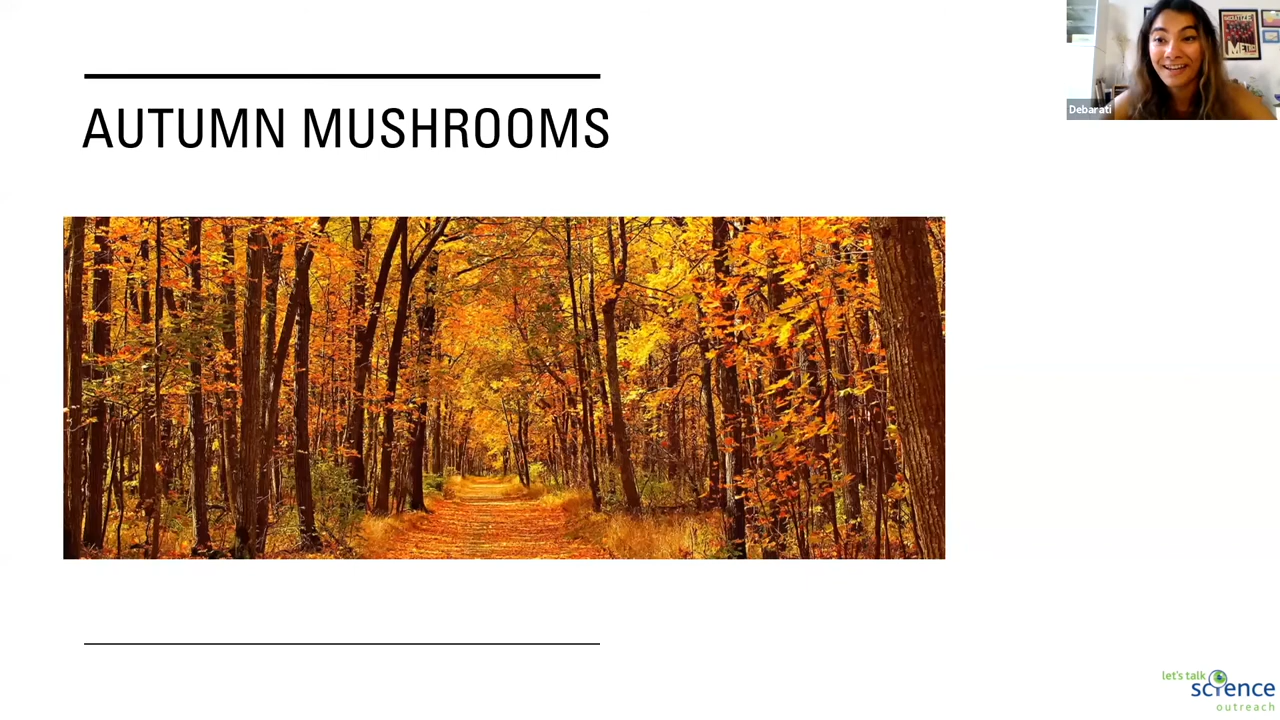 AUTUMN MUSHROOMS
Debarati
let's talk
science
outreach